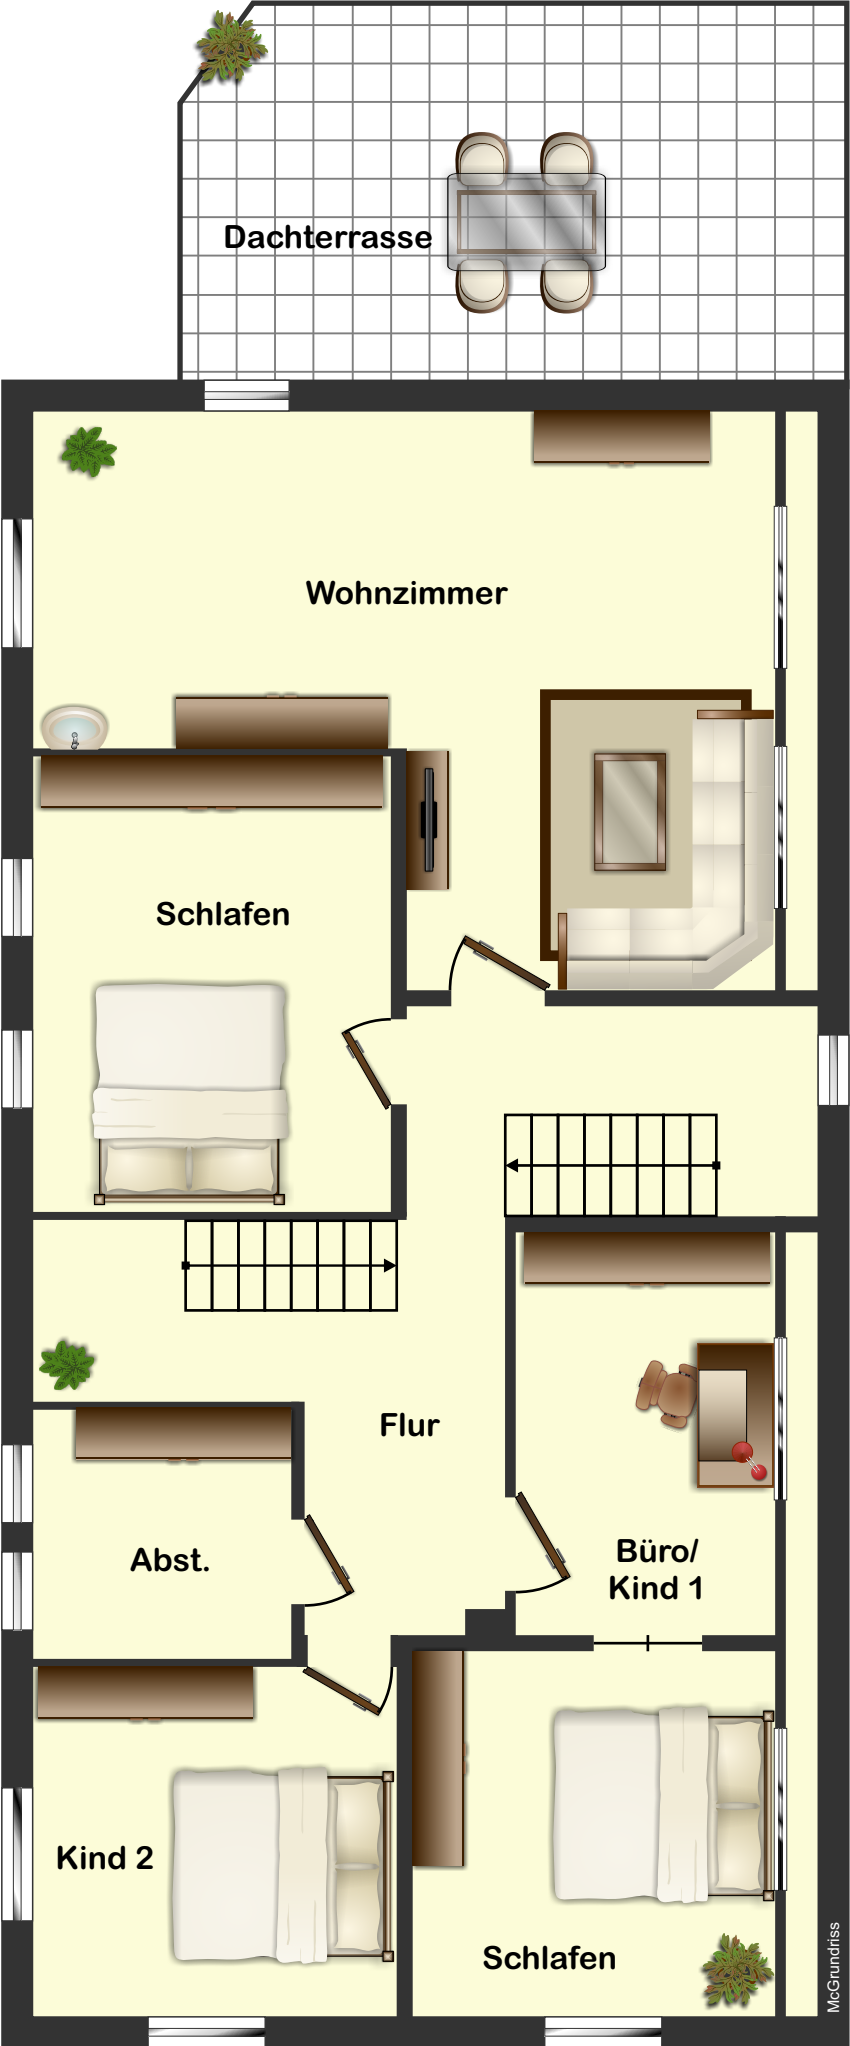 Dachterrasse
Wohnzimmer
Schlafen
Flur
Abst.
Büro/
Kind 1
Kind 2
Schlafen
McGrundriss